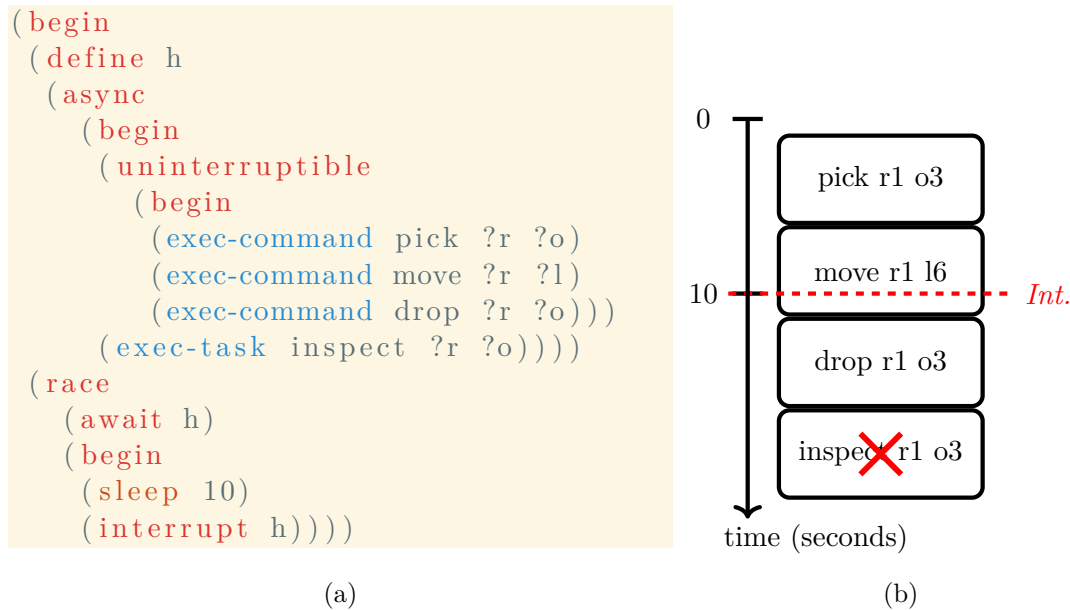 (begin
(define h
(async
(begin
(uninterruptible
(begin
(exec-command pick ?r ?o)
(exec-command move ?r ?l)
(exec-command drop ?r ?o)))
(exec-task inspect ?r ?o))))
(race
(await h)
(begin
(sleep 10)
(interrupt h))))
(a)
0
pick r1 o3
move r1 l6
10
Int.
drop r1 o3
inspect r1 o3
time (seconds)
(b)